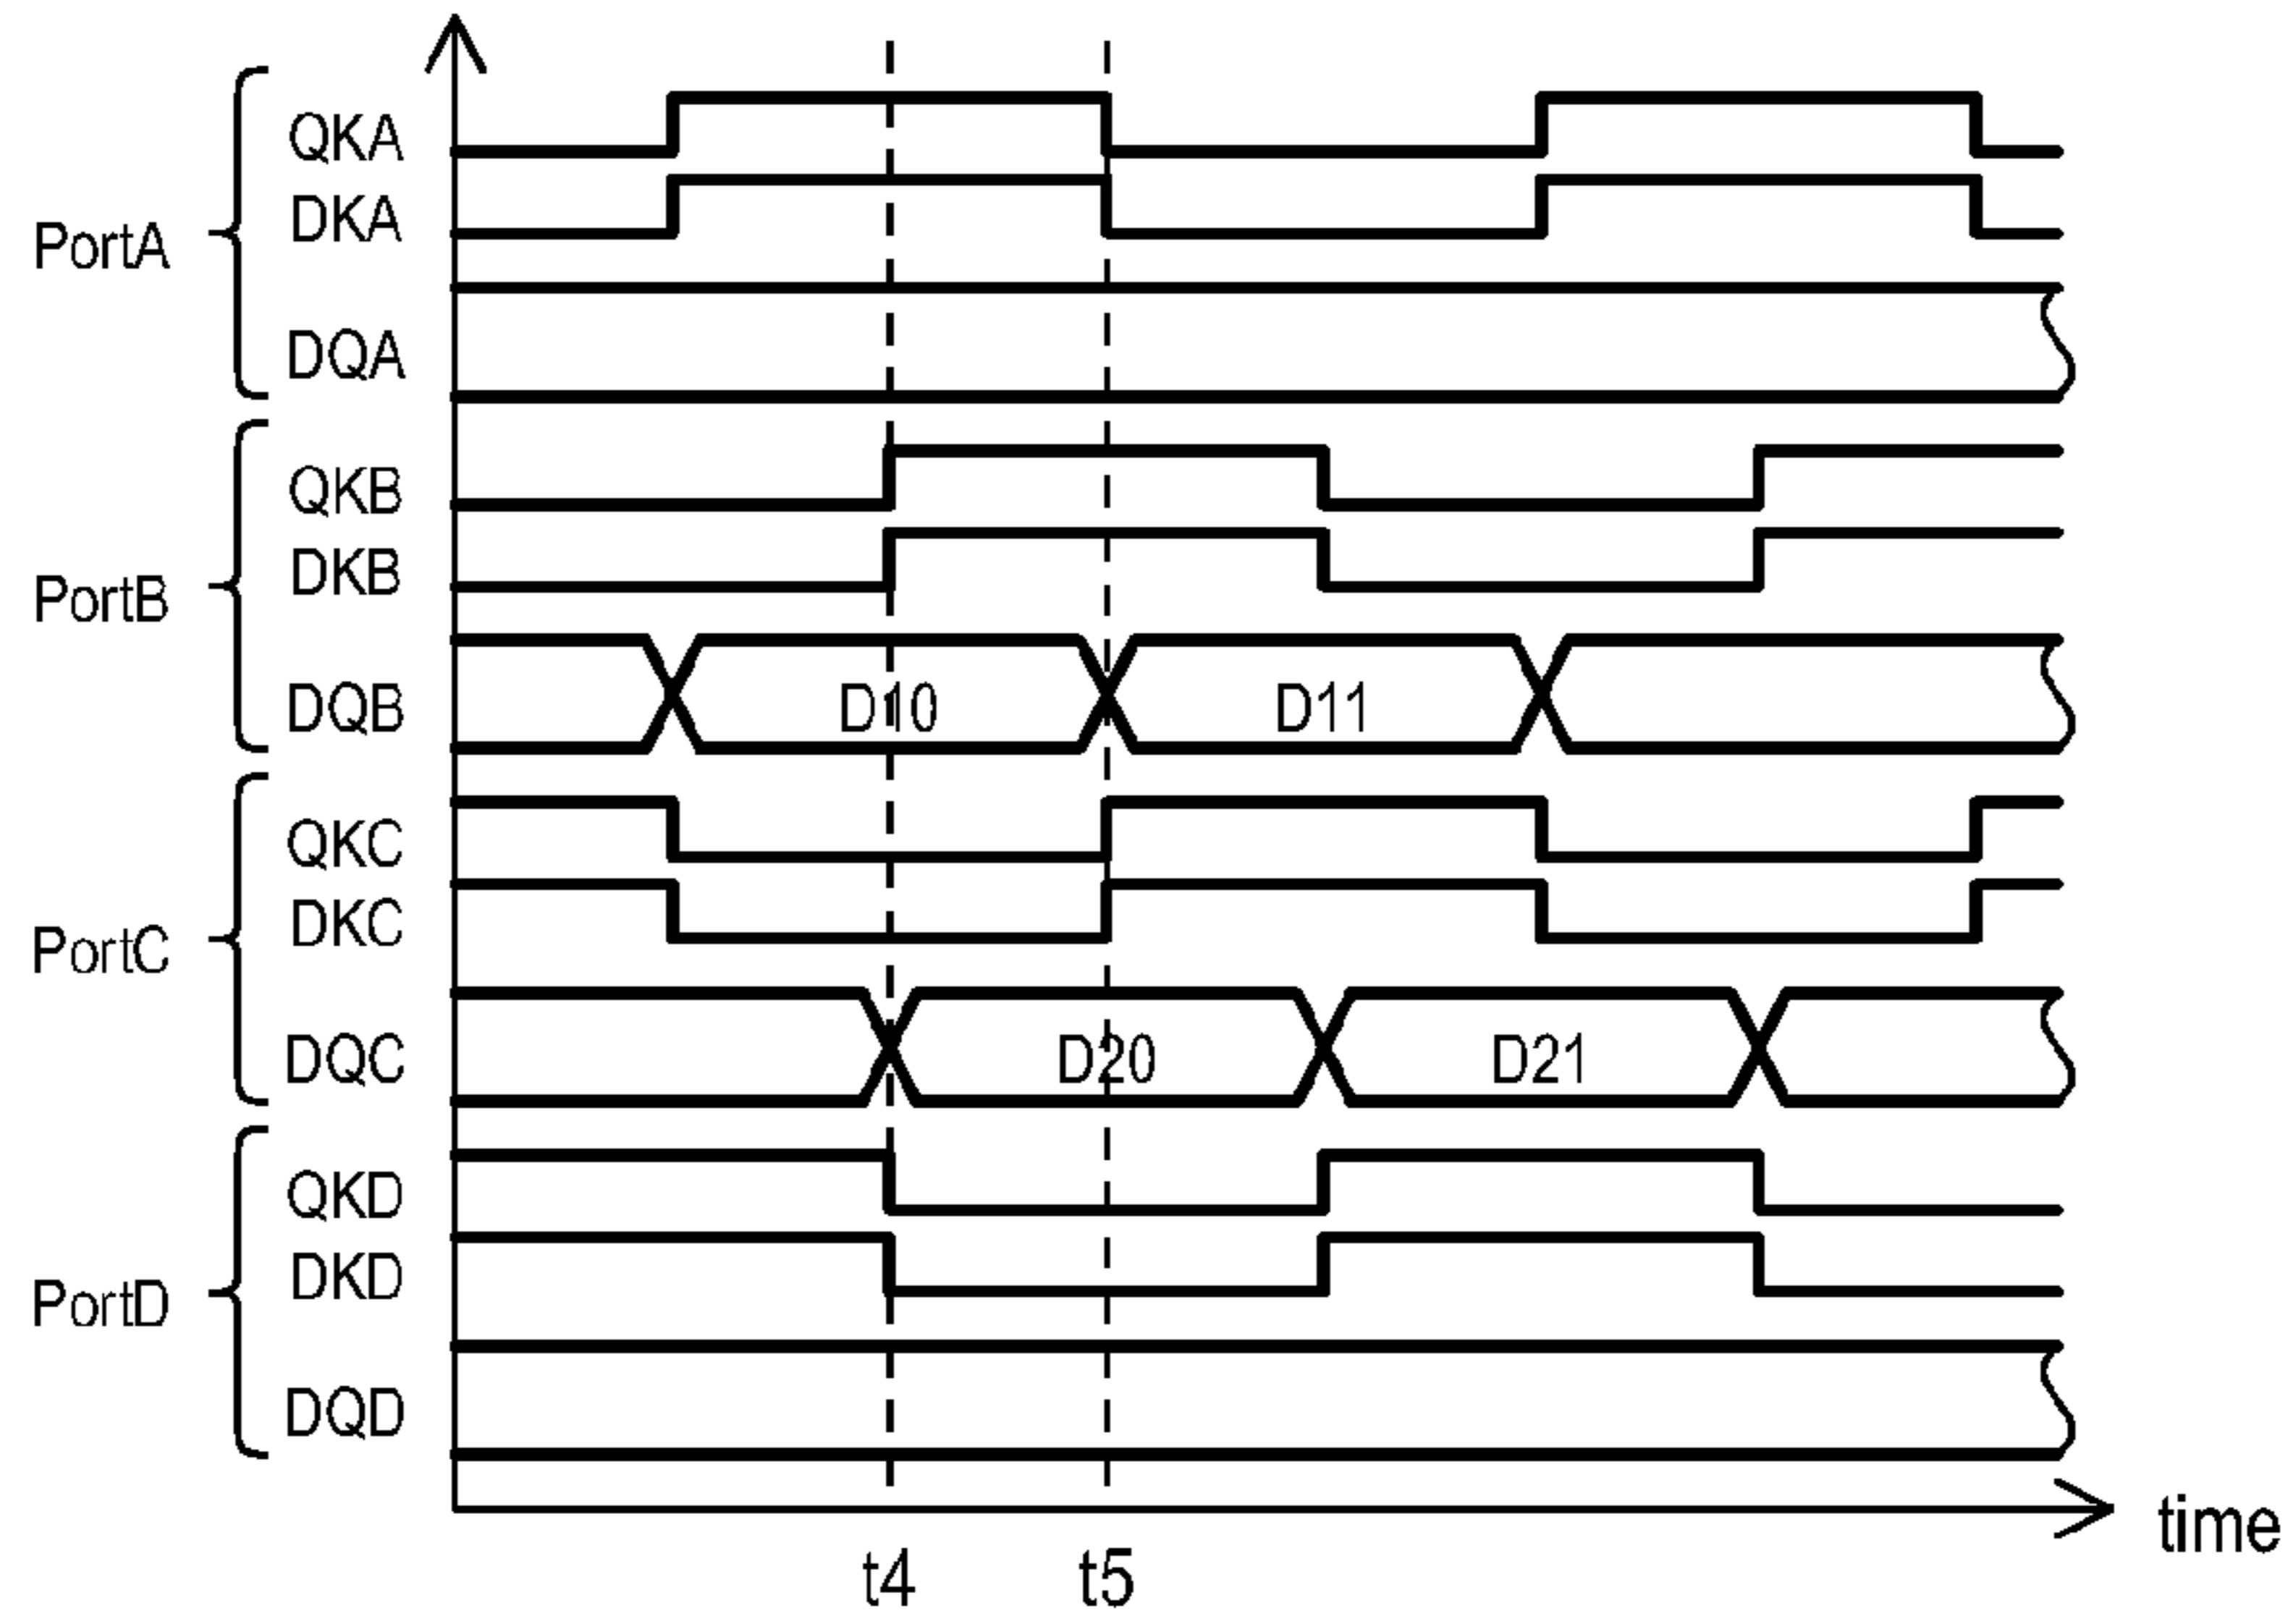 QKA
DKA
PortA
DQA
QKB
DKB
PortB
DQB
D10
D11
QKC
DKC
PortC
DQC
D20
D21
QKD
DKD
PortD
DQD
time
t4
t5